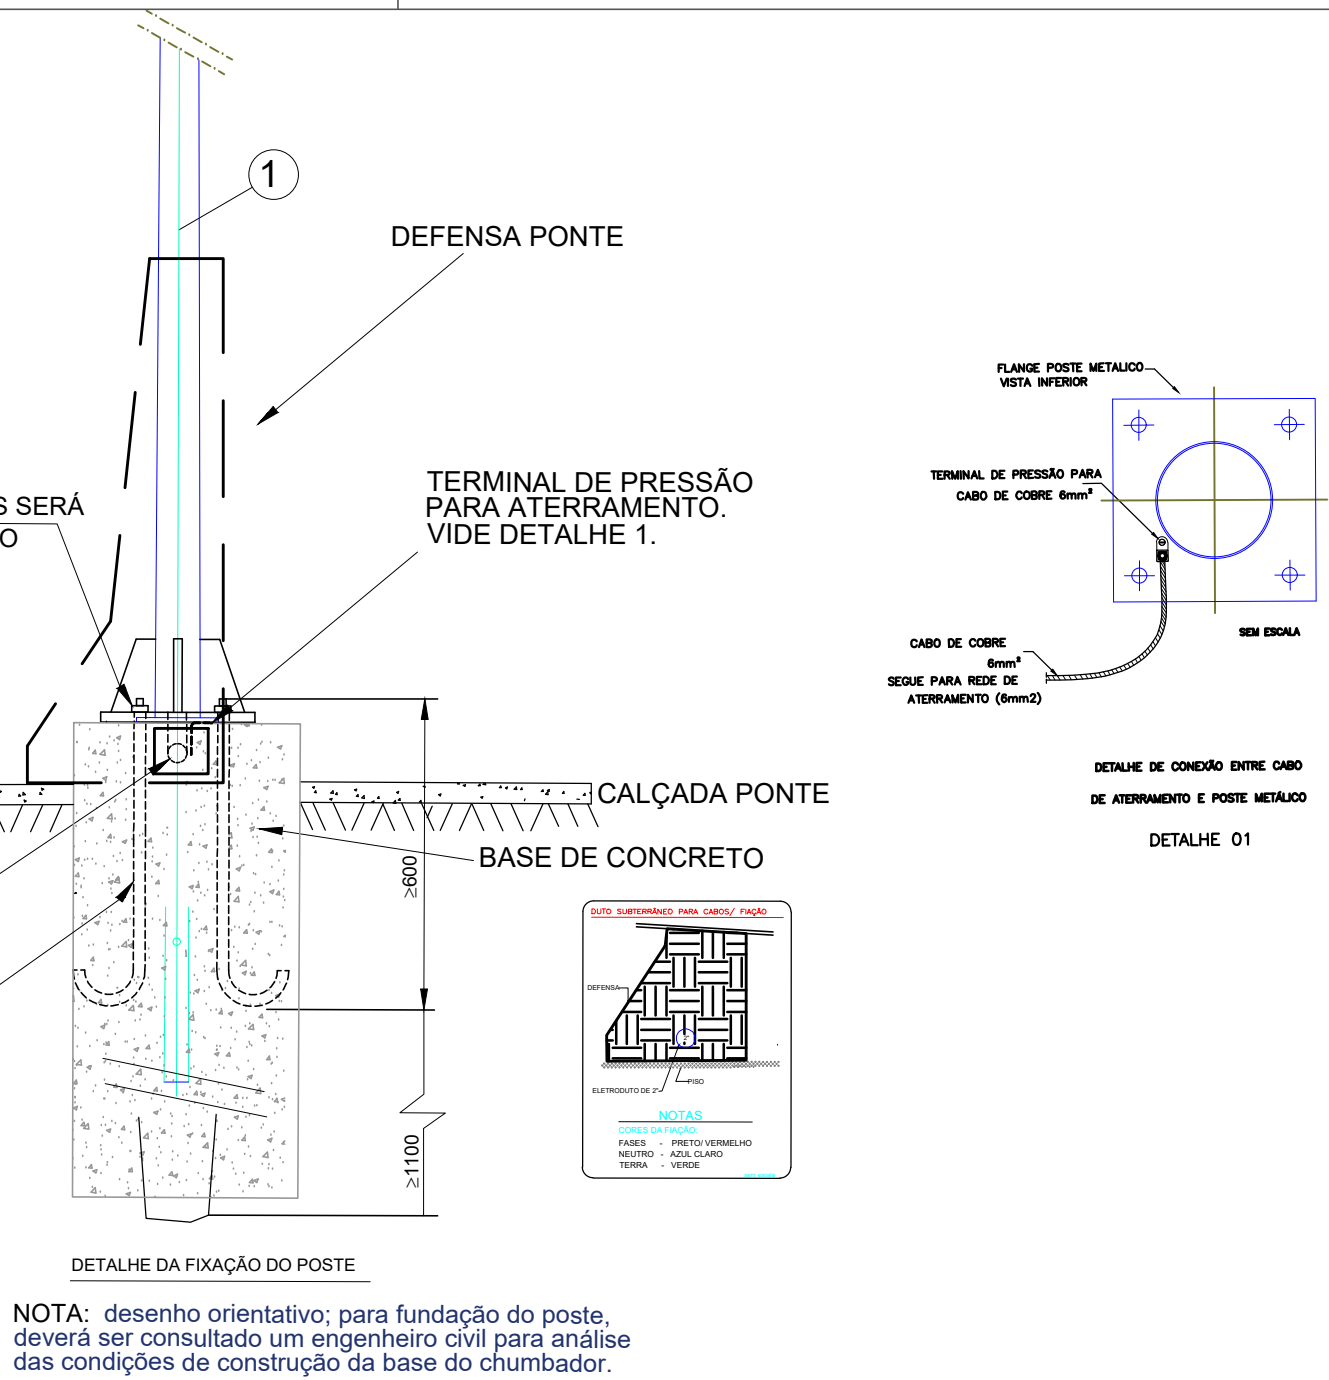 1
DEFENSA PONTE
TERMINAL DE PRESSÃO
PARA ATERRAMENTO.
VIDE DETALHE 1.
S SERÁ
O
CALÇADA PONTE
BASE DE CONCRETO
≥600
≥1100
DETALHE DA FIXAÇÃO DO POSTE
NOTA: desenho orientativo; para fundação do poste,
deverá ser consultado um engenheiro civil para análise
das condições de construção da base do chumbador.
DUTO SUBTERRÂNEO PARA CABOS/ FIAÇÃO
DEFENSA
2"
PISO
ELETRODUTO DE 2"
NOTAS
CORES DA FIAÇÃO:
FASES - PRETO/ VERMELHO
NEUTRO - AZUL CLARO
TERRA - VERDE
sem escala
FLANGE POSTE METALICO
VISTA INFERIOR
TERMINAL DE PRESSÃO PARA
CABO DE COBRE 6mm²
SEM ESCALA
CABO DE COBRE
6mm²
SEGUE PARA REDE DE
ATERRAMENTO (6mm2)
DETALHE DE CONEXÃO ENTRE CABO
DE ATERRAMENTO E POSTE METÁLICO
DETALHE 01